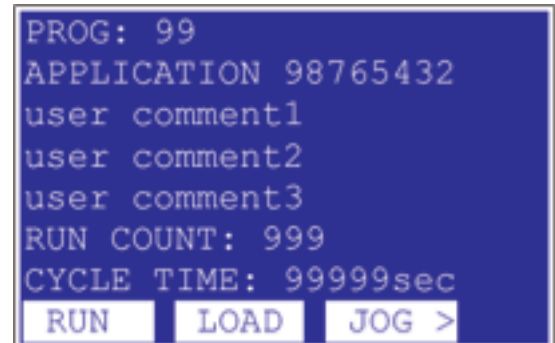 PROG: 99
APPLICATION 98765432
user comment1
user comment2
user comment3
RUN COUNT: 999
CYCLE TIME: 99999sec
RUN LOAD JOG >